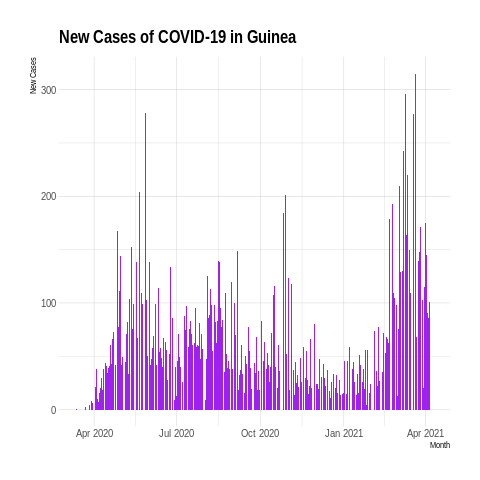 New Cases of COVID-19 in Guinea
New Cases
300
200
100
0
Apr 2020 Jul 2020 Oct 2020 Jan 2021 Apr 2021
Month